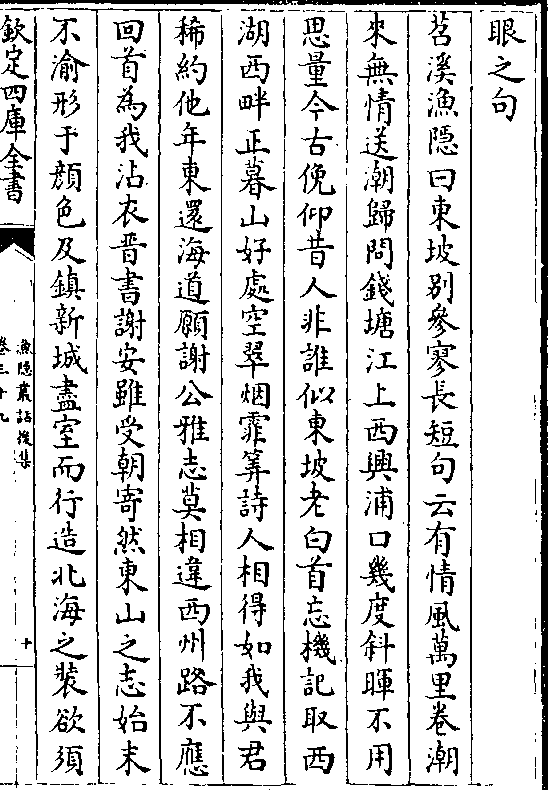 眼之句
苕溪漁隱曰東坡别參寥長短句云有情風萬里卷潮
來無情送潮歸問錢塘江上西興浦口幾度斜暉不用
思量今古俛仰昔人非誰似東坡老白首忘機記取西
湖西畔正暮山好處空翠烟霏筭詩人相得如我與君
稀約他年東還海道願謝公雅志莫相違西州路不應
回首為我沾衣晉書謝安雖受朝寄然東山之志始末
不渝形于顔色及鎮新城盡室而行造北海之裝欲須
欽定四庫全書
漁隱叢話後集
卷三十九
十